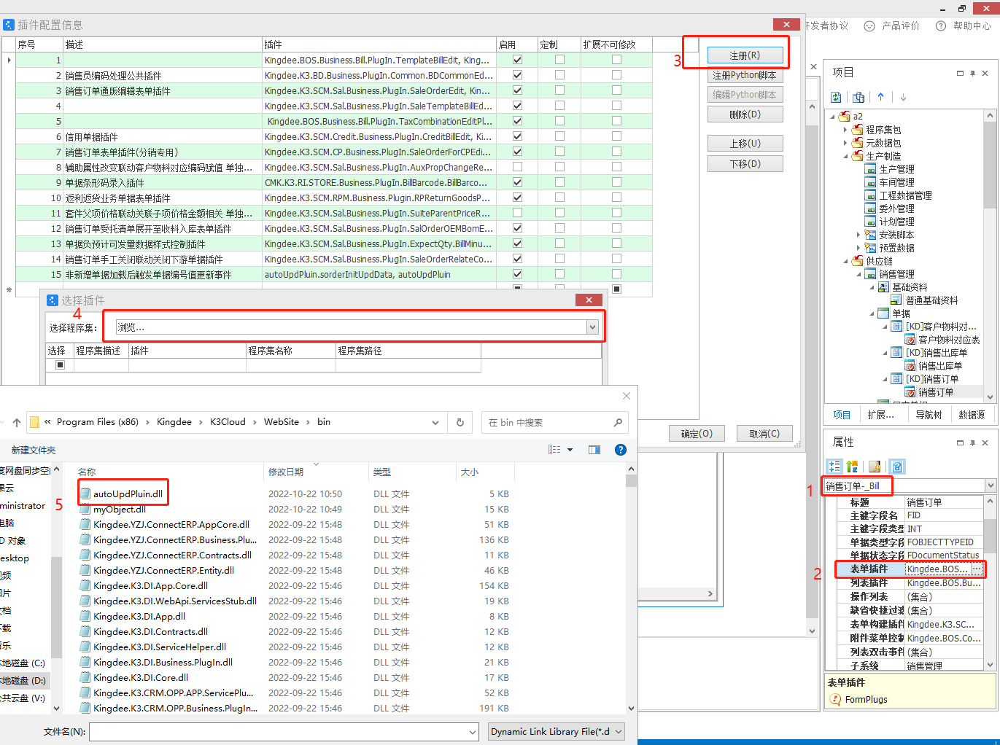 插件配置信息
开发者协议 产品评价 帮助中心
序号 描述 插件 启用 定制 扩展不可修改
1 Kingdee.BOS.Business.Bill.PlugIn.TemplateBillEdit, King...
2 销售员编码处理公共插件 Kingdee.K3.BD.Business.PlugIn.Common.BDCommonEd...
3 销售订单通版编辑表单插件 Kingdee.K3.SCM.Sal.Business.PlugIn.SaleOrderEdit, Kin...
4 Kingdee.K3.SCM.Sal.Business.PlugIn.SaleTemplateBillEd...
5 Kingdee.BOS.Business.Bill.PlugIn.TaxCombinationEditPl...
6 信用单据插件 Kingdee.K3.SCM.Credit.Business.PlugIn.CreditBillEdit, Ki...
7 销售订单表单插件(分销专用) Kingdee.K3.SCM.CP.Business.PlugIn.SaleOrderForCPEdi...
8 辅助属性改变联动客户物料对应编码赋值 单独... Kingdee.K3.SCM.Sal.Business.PlugIn.AuxPropChangeRe...
9 单据条形码录入插件 CMK.K3.RI.STORE.Business.PlugIn.BillBarcode.BillBarco...
10 返利返货业务单据表单插件 Kingdee.K3.SCM.RPM.Business.Plugin.RPReturnGoodsP...
11 套件父项价格联动关联子项价格金额相关 单独... Kingdee.K3.SCM.Sal.Business.PlugIn.SuiteParentPriceR...
12 销售订单受托清单展开至收料入库表单插件 Kingdee.K3.SCM.Sal.Business.PlugIn.SalOrderOEMBomE...
13 单据负预计可发量数据样式控制插件 Kingdee.K3.SCM.Sal.Business.PlugIn.ExpectQty.BillMinu...
14 销售订单手工关闭联动关闭下游单据插件 Kingdee.K3.SCM.Sal.Business.PlugIn.SaleOrderRelateCo...
15 非新增单据加载后触发单据编号值更新事件 autoUpdPluin.sorderInitUpdData, autoUpdPluin
3
注册(R)
注册Python脚本
编辑Python脚本
删除(D)
上移(U)
下移(D)
确定(O) 取消(C)
选择插件
4
选择程序集: 浏览...
选择 程序集描述 插件 程序集名称 程序集路径
« Program Files (x86) › Kingdee › K3Cloud › WebSite › bin
在 bin 中搜索
新建文件夹
度网盘同步空间
果云
ministrator
电脑
D 对象
esktop
视频
图片
文档
下载
音乐
本地磁盘 (C:)
本地磁盘 (D:)
公共云盘 (V:)
名称 修改日期 类型 大小
5
autoUpdPluin.dll 2022-10-22 10:50 DLL 文件 5 KB
myObject.dll 2022-10-22 10:49 DLL 文件 15 KB
Kingdee.YZJ.ConnectERP.AppCore.dll 2022-09-22 15:48 DLL 文件 51 KB
Kingdee.YZJ.ConnectERP.Business.Plu... 2022-09-22 15:48 DLL 文件 136 KB
Kingdee.YZJ.ConnectERP.Contracts.dll 2022-09-22 15:48 DLL 文件 11 KB
Kingdee.YZJ.ConnectERP.Entity.dll 2022-09-22 15:48 DLL 文件 46 KB
Kingdee.K3.DI.App.Core.dll 2022-09-22 15:46 DLL 文件 154 KB
Kingdee.K3.DI.WebApi.ServicesStub.dll 2022-09-22 15:46 DLL 文件 19 KB
Kingdee.K3.DI.App.dll 2022-09-22 15:46 DLL 文件 8 KB
Kingdee.K3.DI.Contracts.dll 2022-09-22 15:46 DLL 文件 12 KB
Kingdee.K3.DI.ServiceHelper.dll 2022-09-22 15:46 DLL 文件 12 KB
Kingdee.K3.DI.Business.PlugIn.dll 2022-09-22 15:46 DLL 文件 21 KB
Kingdee.K3.DI.Core.dll 2022-09-22 15:46 DLL 文件 17 KB
Kingdee.K3.CRM.OPP.APP.ServicePlu... 2022-09-22 15:46 DLL 文件 52 KB
Kingdee.K3.CRM.OPP.Business.PlugIn... 2022-09-22 15:46 DLL 文件 191 KB
文件名(N): Dynamic Link Library File(*.d
项目
a2
程序集包
元数据包
生产制造
生产管理
车间管理
工程数据管理
委外管理
计划管理
安装脚本
预置数据
供应链
销售管理
基础资料
普通基础资料
单据
[KD]客户物料对...
客户物料对应表
[KD]销售出库单
销售出库单
[KD]销售订单
销售订单
项目 扩展... 导航树 数据源
属性
1
销售订单-_Bill
标题 销售订单
主键字段名 FID
主键字段类型 INT
单据类型字段 FOBJECTTYPEID
单据状态字段 FDocumentStatus
2
表单插件 Kingdee.BOS... ...
列表插件 Kingdee.BOS.Bu...
操作列表 (集合)
缺省快捷过滤 (集合)
表单构建插件 Kingdee.K3.SC...
附件菜单控制 Kingdee.BOS.Co...
列表双击事件 (集合)
子系统 销售管理
表单插件
FormPlugs